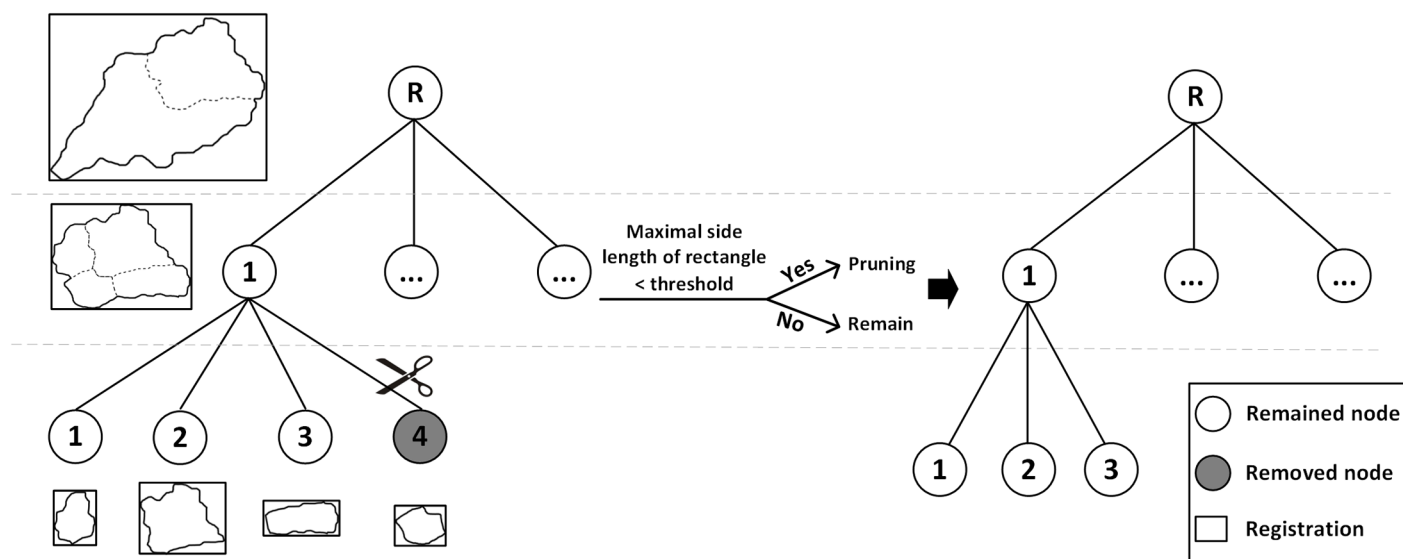 R
R
1
...
...
Maximal side
length of rectangle
< threshold
Yes
No
Pruning
Remain
1
...
...
1
2
3
4
1
2
3
Remained node
Removed node
Registration